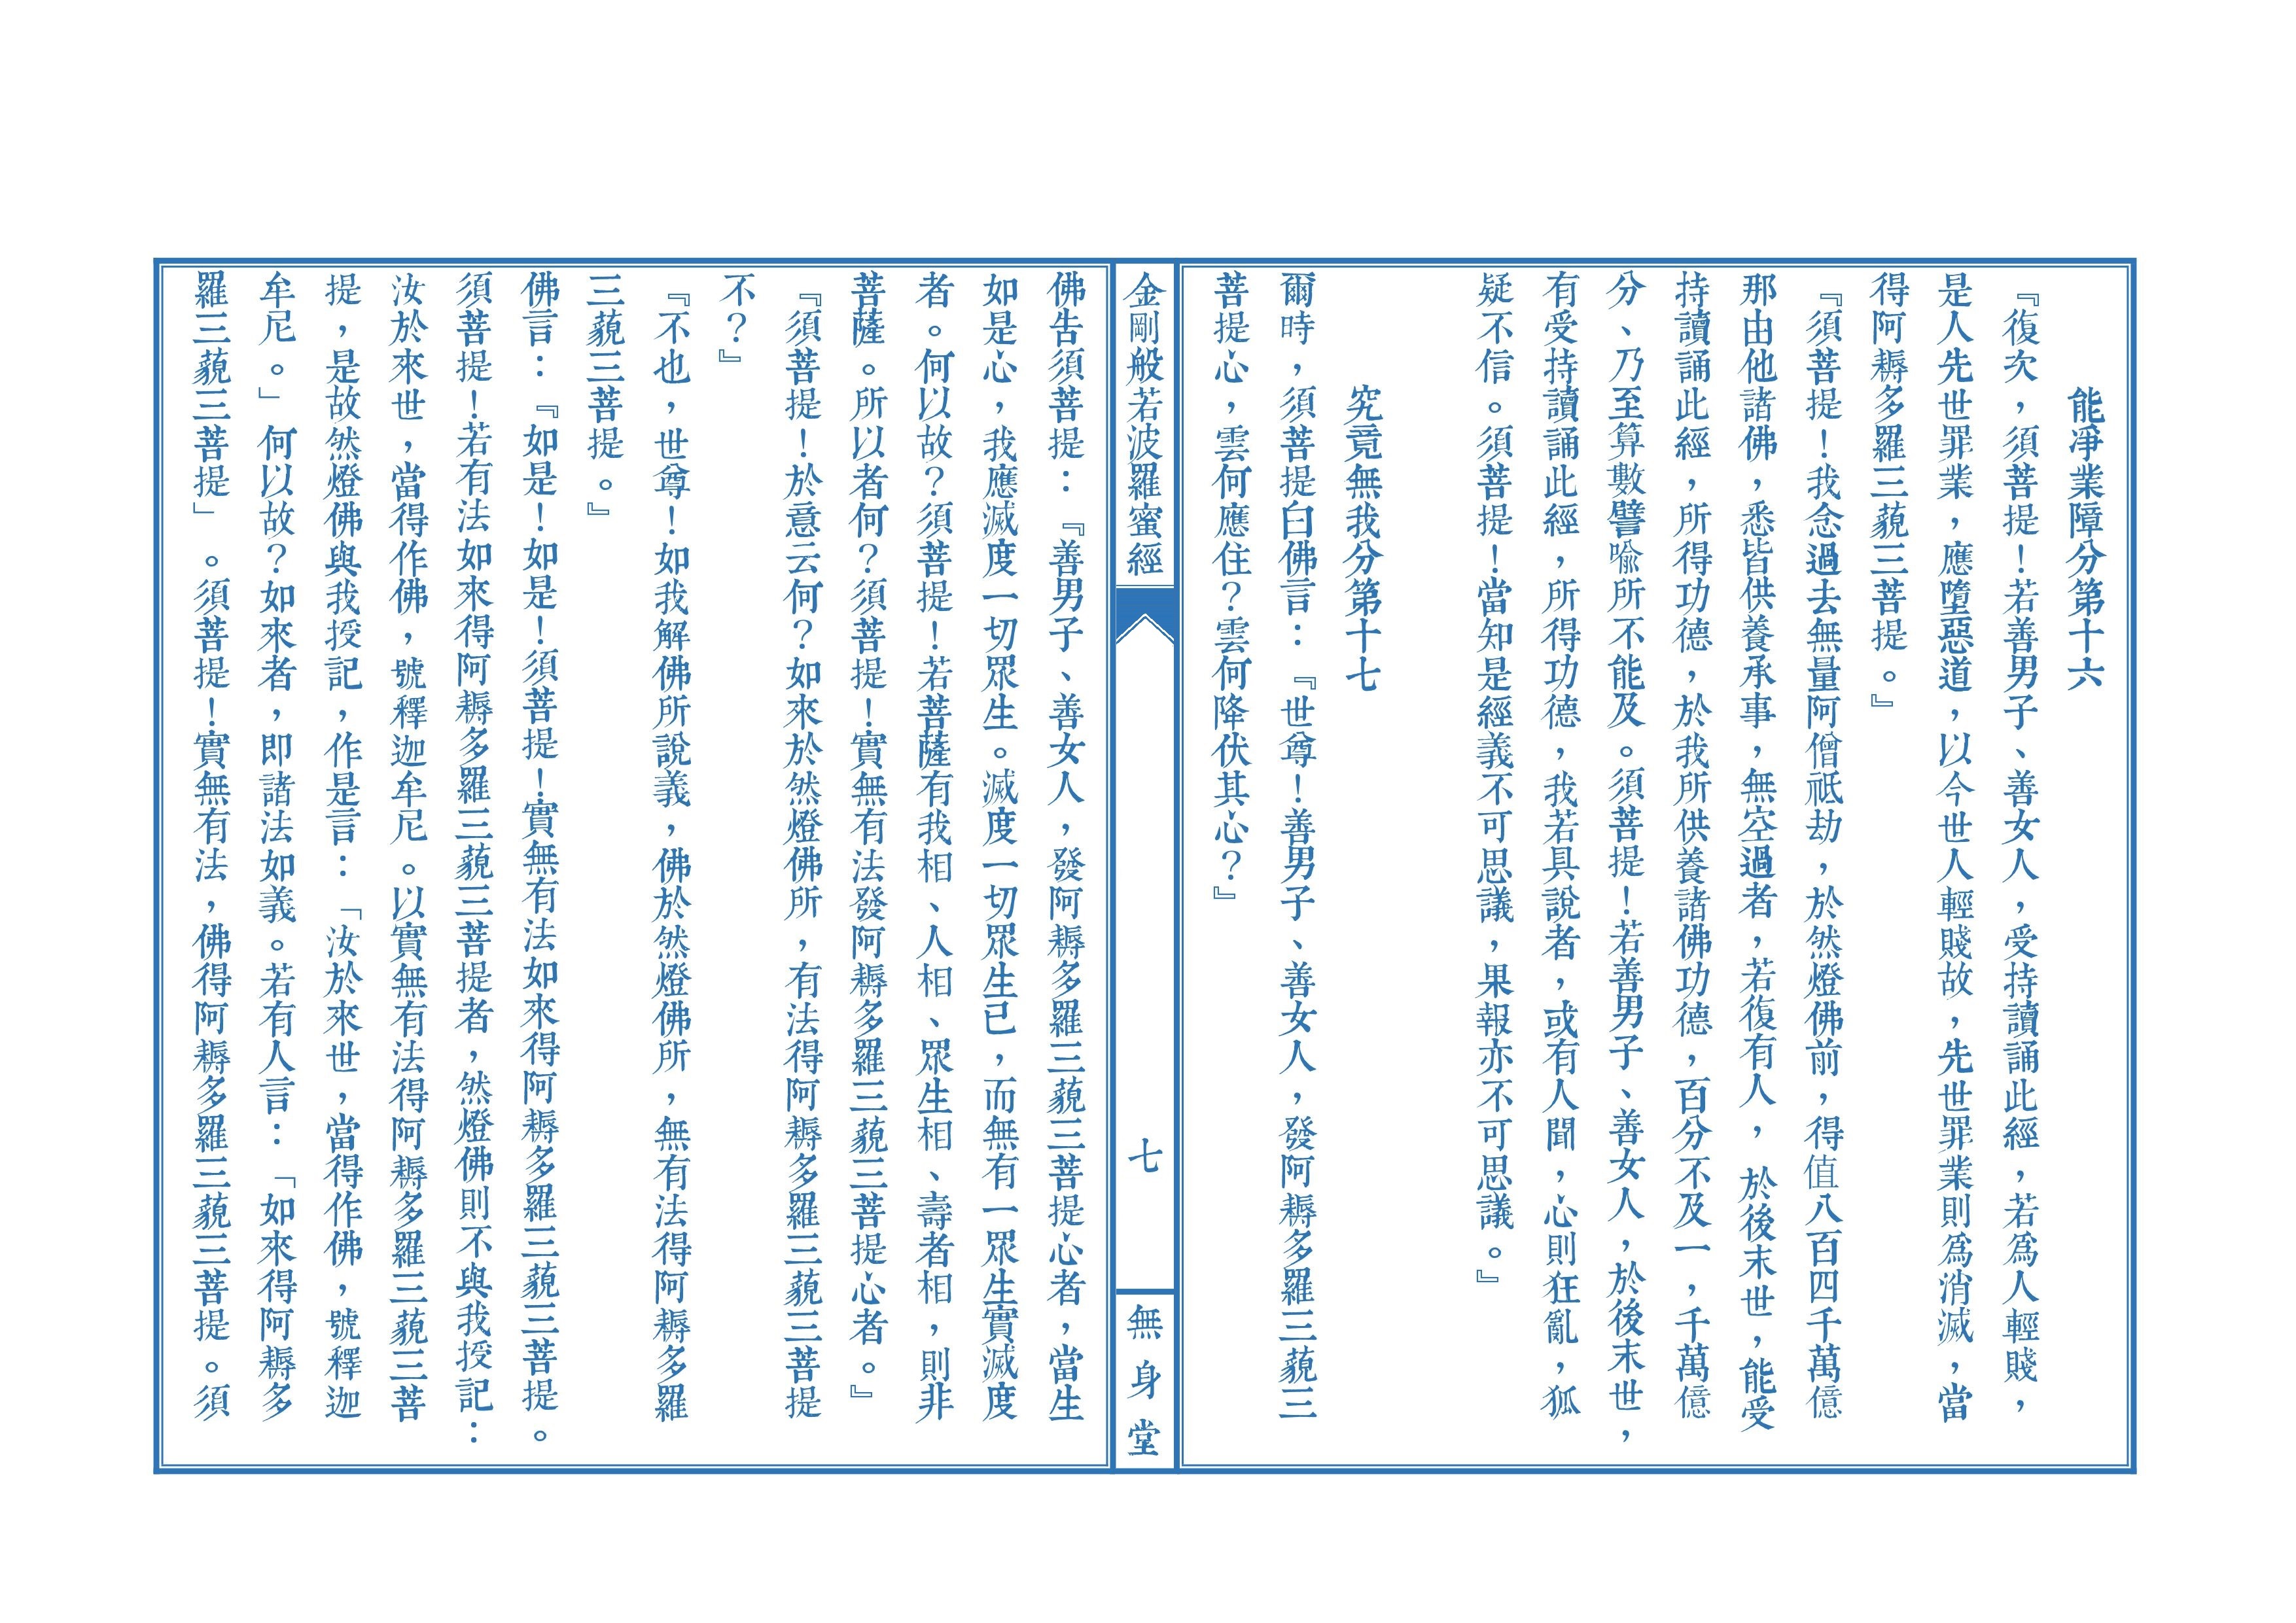 能凈業障分第十六
『復次，須菩提！若善男子、善女人，受持讀誦此經，若為人輕賤，
是人先世罪業，應墮惡道，以今世人輕賤故，先世罪業則為消滅，當
得阿耨多羅三藐三菩提。』
『須菩提！我念過去無量阿僧祇劫，於然燈佛前，得值八百四千萬億
那由他諸佛，悉皆供養承事，無空過者，若復有人，於後末世，能受
持讀誦此經，所得功德，於我所供養諸佛功德，百分不及一，千萬億
分、乃至算數譬喻所不能及。須菩提！若善男子、善女人，於後末世，
有受持讀誦此經，所得功德，我若具說者，或有人聞，心則狂亂，狐
疑不信。須菩提！當知是經義不可思議，果報亦不可思議。』
究竟無我分第十七
爾時，須菩提白佛言：『世尊！善男子、善女人，發阿耨多羅三藐三
菩提心，雲何應住？雲何降伏其心？』
金剛般若波羅蜜經
七
無身堂
佛告須菩提：『善男子、善女人，發阿耨多羅三藐三菩提心者，當生
如是心，我應滅度一切眾生。滅度一切眾生已，而無有一眾生實滅度
者。何以故？須菩提！若菩薩有我相、人相、眾生相、壽者相，則非
菩薩。所以者何？須菩提！實無有法發阿耨多羅三藐三菩提心者。』
『須菩提！於意云何？如來於然燈佛所，有法得阿耨多羅三藐三菩提
不？』
『不也，世尊！如我解佛所說義，佛於然燈佛所，無有法得阿耨多羅
三藐三菩提。』
佛言：『如是！如是！須菩提！實無有法如來得阿耨多羅三藐三菩提。
須菩提！若有法如來得阿耨多羅三藐三菩提者，然燈佛則不與我授記：
汝於來世，當得作佛，號釋迦牟尼。以實無有法得阿耨多羅三藐三菩
提，是故然燈佛與我授記，作是言：「汝於來世，當得作佛，號釋迦
牟尼。」何以故？如來者，即諸法如義。若有人言：「如來得阿耨多
羅三藐三菩提」。須菩提！實無有法，佛得阿耨多羅三藐三菩提。須